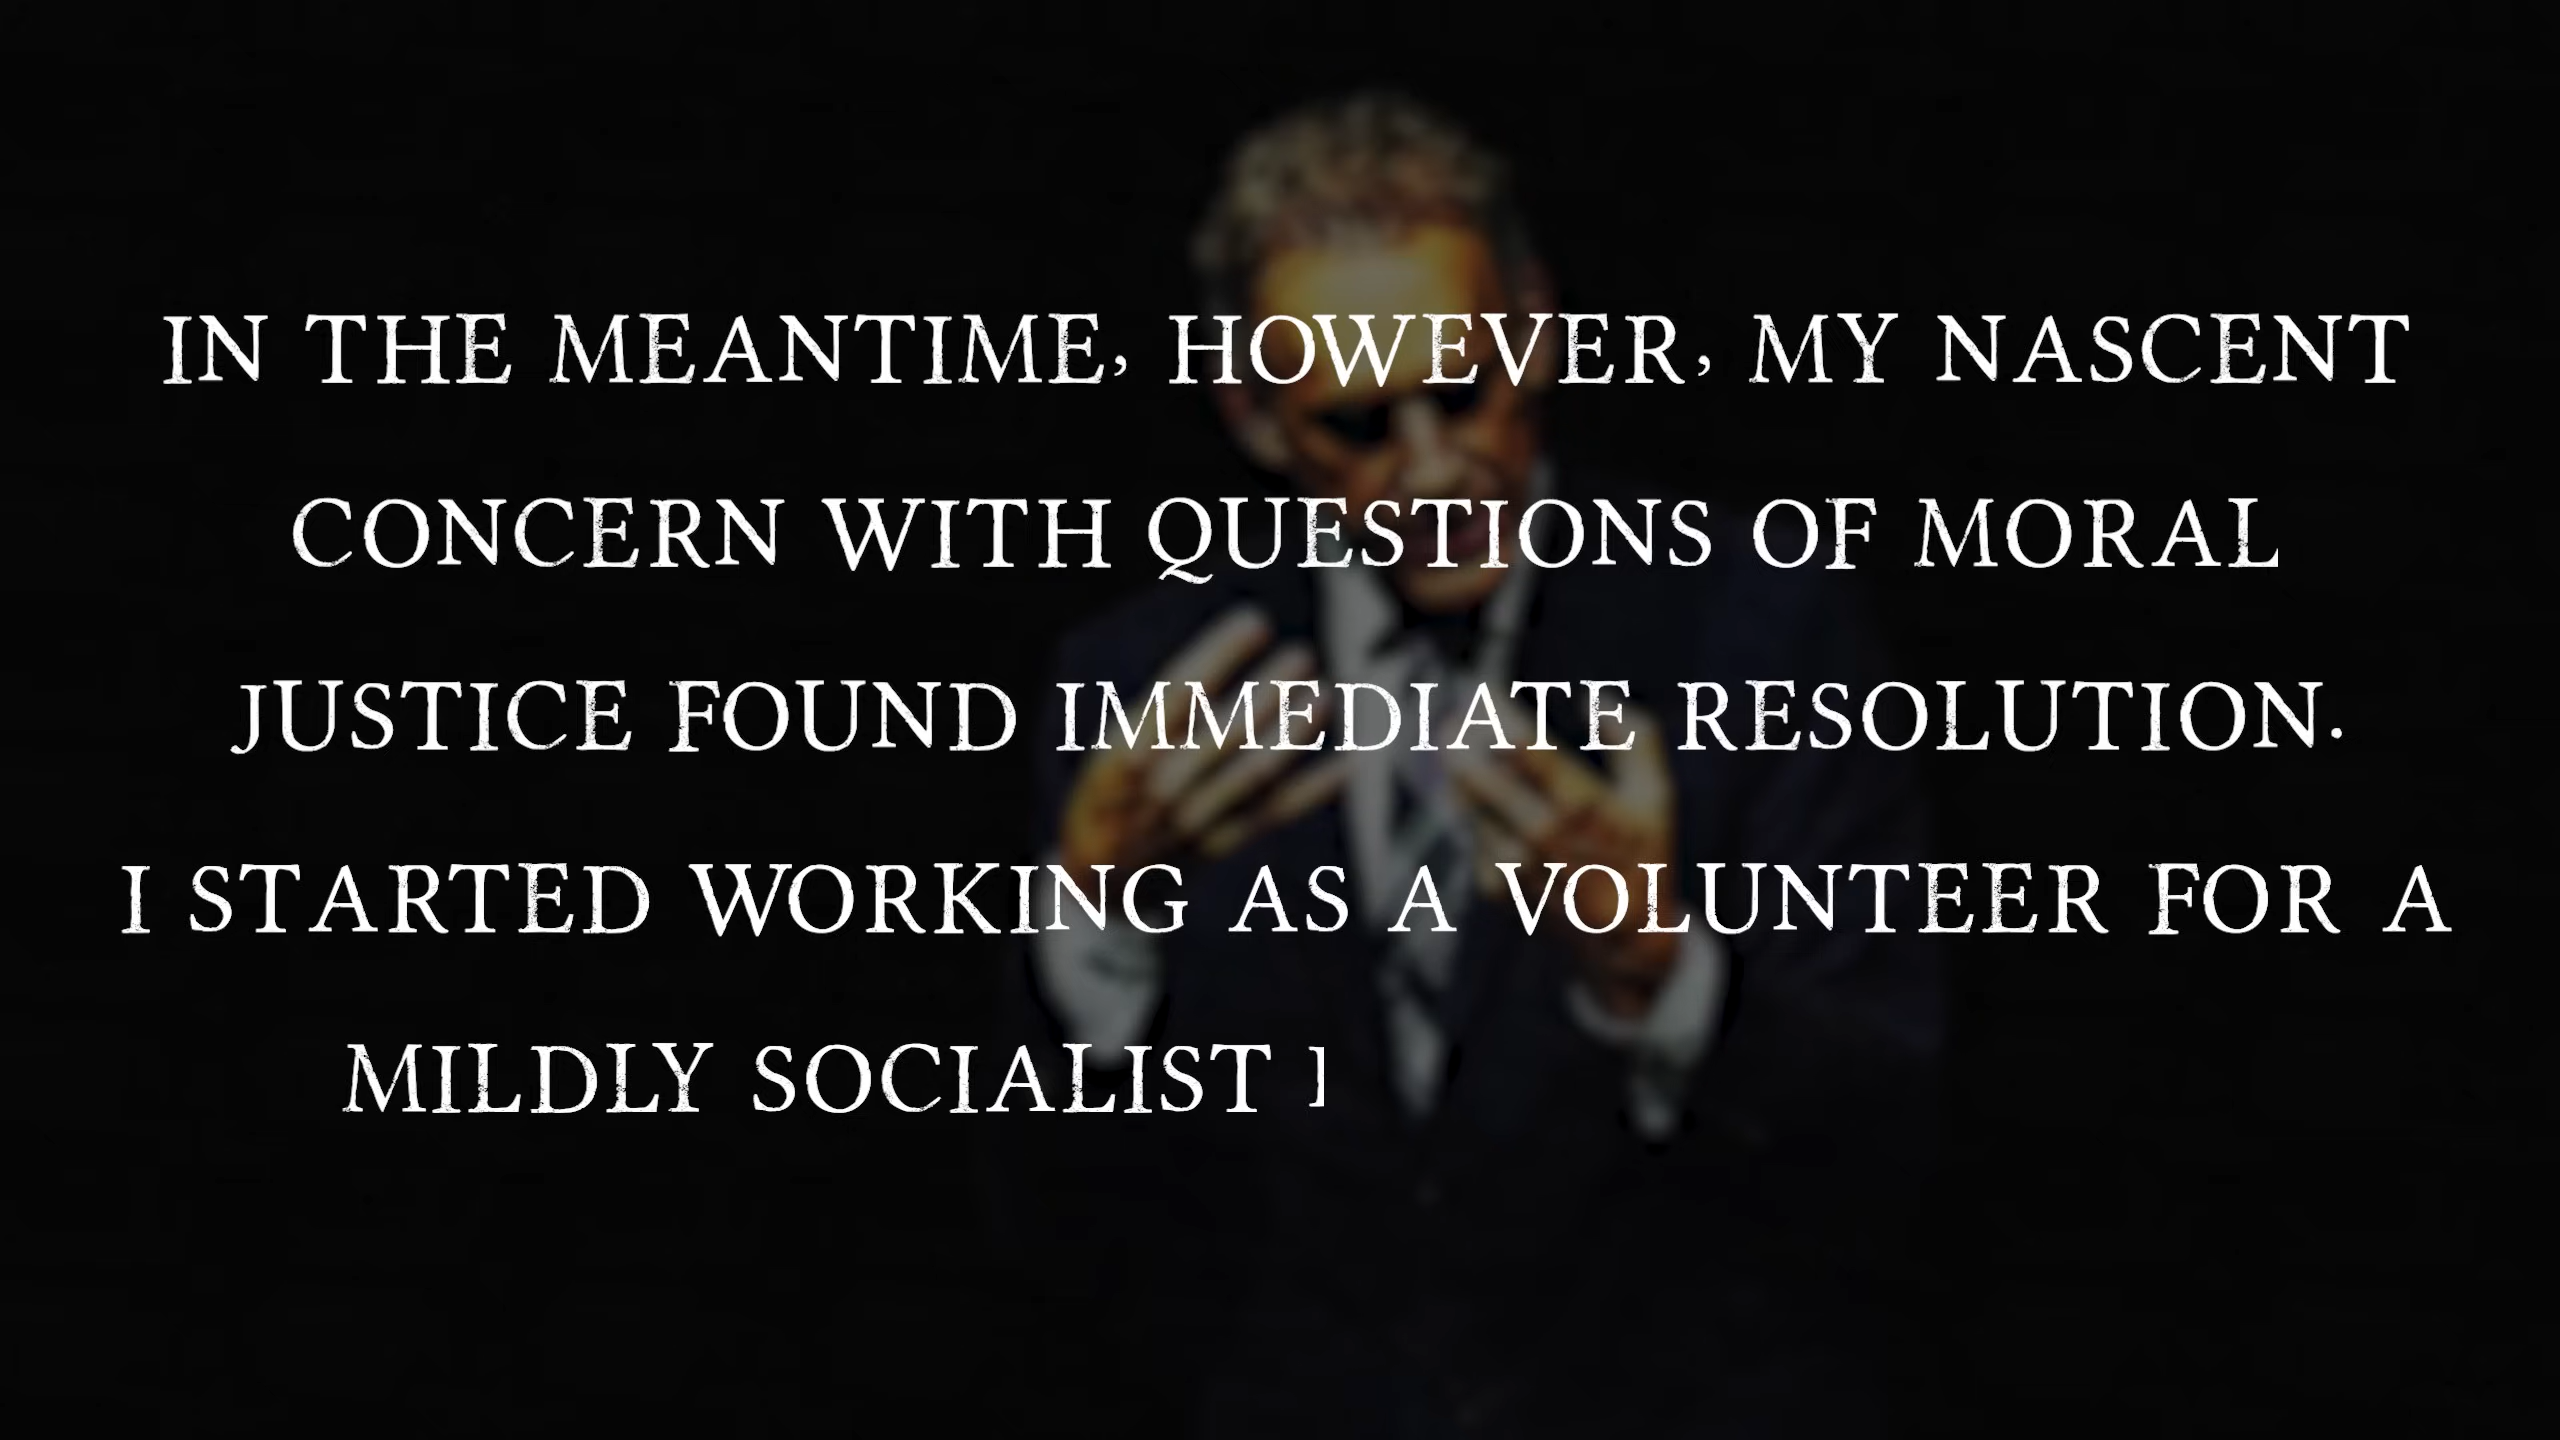 IN THE MEANTIME, HOWEVER, MY NASCENT
CONCERN WITH QUESTIONS OF MORAL
JUSTICE FOUND IMMEDIATE RESOLUTION.
I STARTED WORKING AS A VOLUNTEER FOR A
MILDLY SOCIALIST